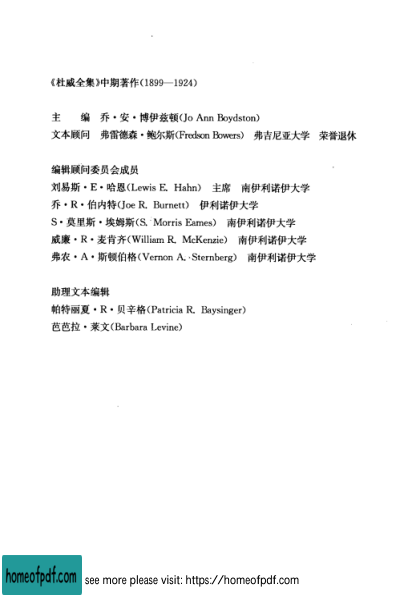 《杜威全集》中期著作(1899—1924)
主 编 乔·安·博伊兹顿(Jo Ann Boydston)
文本顾问 弗雷德森·鲍尔斯(Fredson Bowers) 弗吉尼亚大学 荣誉退休
编辑顾问委员会成员
刘易斯·E·哈恩(Lewis E. Hahn) 主席 南伊利诺伊大学
乔·R·伯内特(Joe R. Burnett) 伊利诺伊大学
S·莫里斯·埃姆斯(S. Morris Eames) 南伊利诺伊大学
威廉·R·麦肯齐(William R. McKenzie) 南伊利诺伊大学
弗农·A·斯顿伯格(Vernon A. Sternberg) 南伊利诺伊大学
助理文本编辑
帕特丽夏·R·贝辛格(Patricia R. Baysinger)
芭芭拉·莱文(Barbara Levine)
homeofpdf.com see more please visit: https://homeofpdf.com